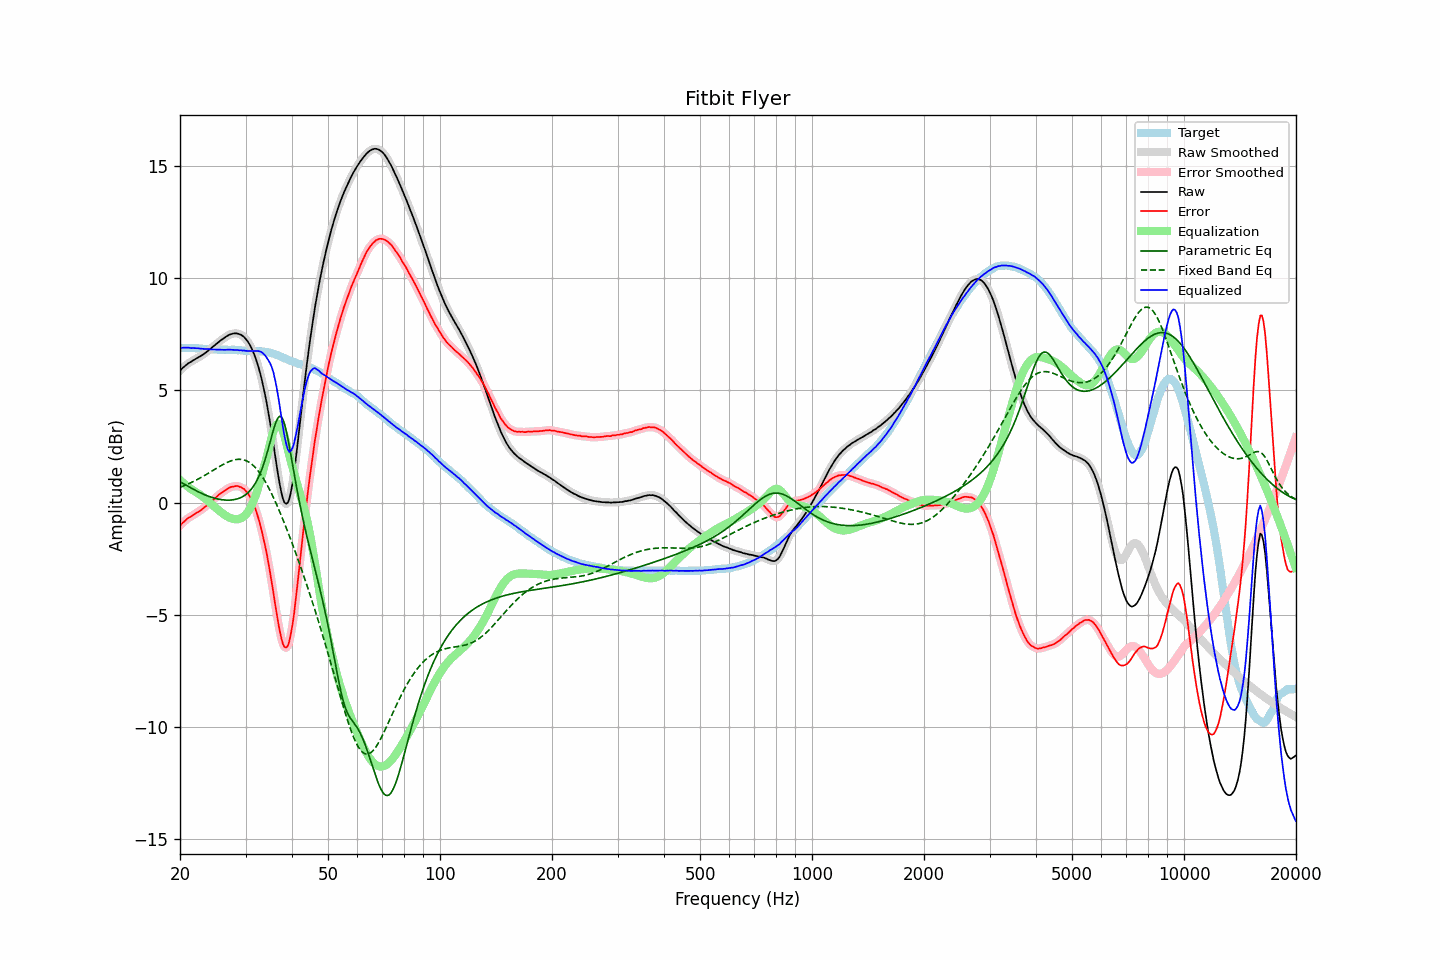 Fitbit Flyer
Target
Raw Smoothed
Error Smoothed
Raw
Error
Equalization
Parametric Eq
Fixed Band Eq
Equalized
15
10
5
0
−5
−10
−15
Amplitude (dBr)
20 50 100 200 500 1000 2000 5000 10000 20000
Frequency (Hz)